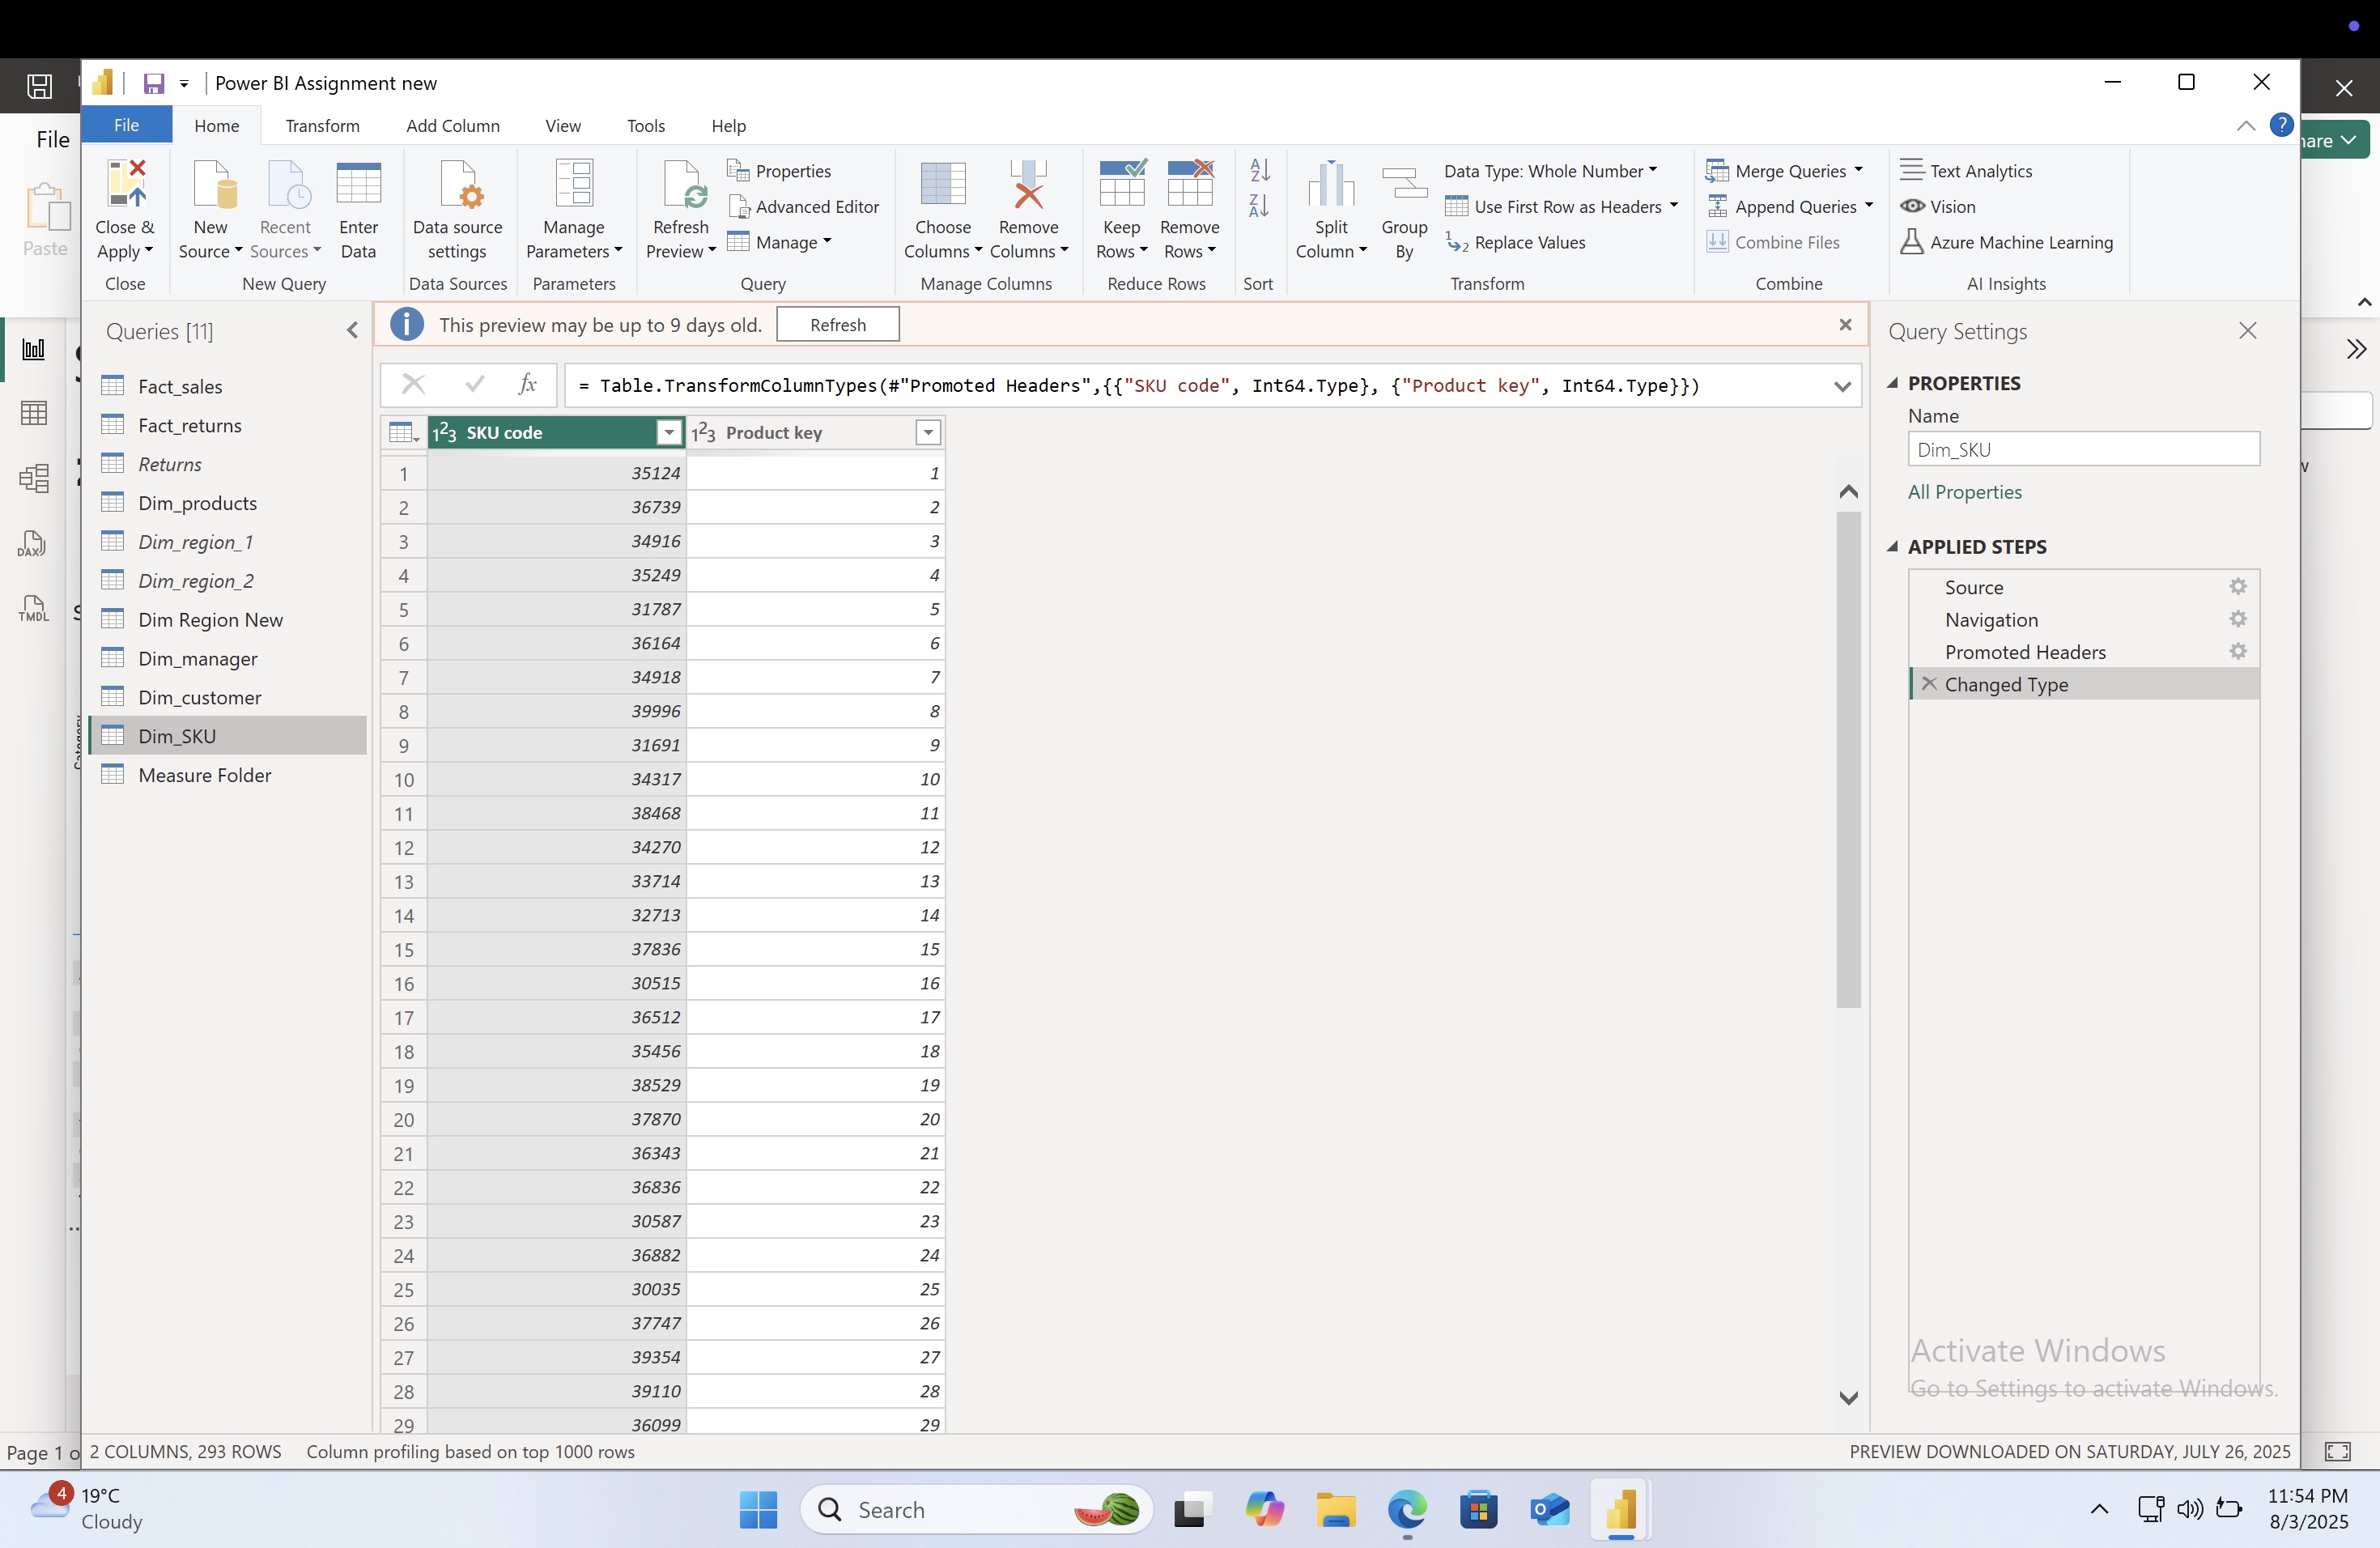 Power BI Assignment new
File
Home
Transform
Add Column
View
Tools
Help
?
File
Paste
Close & Apply
New Source
Recent Sources
Enter Data
Data source settings
Manage Parameters
Refresh Preview
Properties
Advanced Editor
Manage
Choose Columns
Remove Columns
Keep Rows
Remove Rows
Split Column
Group By
Data Type: Whole Number
Use First Row as Headers
Replace Values
Merge Queries
Append Queries
Combine Files
Text Analytics
Vision
Azure Machine Learning
Close
New Query
Data Sources
Parameters
Query
Manage Columns
Reduce Rows
Sort
Transform
Combine
AI Insights
Queries [11]
This preview may be up to 9 days old.
Refresh
Fact_sales
Fact_returns
Returns
Dim_products
Dim_region_1
Dim_region_2
Dim Region New
Dim_manager
Dim_customer
Dim_SKU
Measure Folder
DAX
TMDL
fx
= Table.TransformColumnTypes(#"Promoted Headers",{{"SKU code", Int64.Type}, {"Product key", Int64.Type}})
123 SKU code 123 Product key
1 35124 1
2 36739 2
3 34916 3
4 35249 4
5 31787 5
6 36164 6
7 34918 7
8 39996 8
9 31691 9
10 34317 10
11 38468 11
12 34270 12
13 33714 13
14 32713 14
15 37836 15
16 30515 16
17 36512 17
18 35456 18
19 38529 19
20 37870 20
21 36343 21
22 36836 22
23 30587 23
24 36882 24
25 30035 25
26 37747 26
27 39354 27
28 39110 28
29 36099 29
Query Settings
PROPERTIES
Name
Dim_SKU
All Properties
APPLIED STEPS
Source
Navigation
Promoted Headers
Changed Type
Activate Windows
Go to Settings to activate Windows.
Page 1 o
2 COLUMNS, 293 ROWS
Column profiling based on top 1000 rows
PREVIEW DOWNLOADED ON SATURDAY, JULY 26, 2025
4
19°C
Cloudy
Search
11:54 PM
8/3/2025